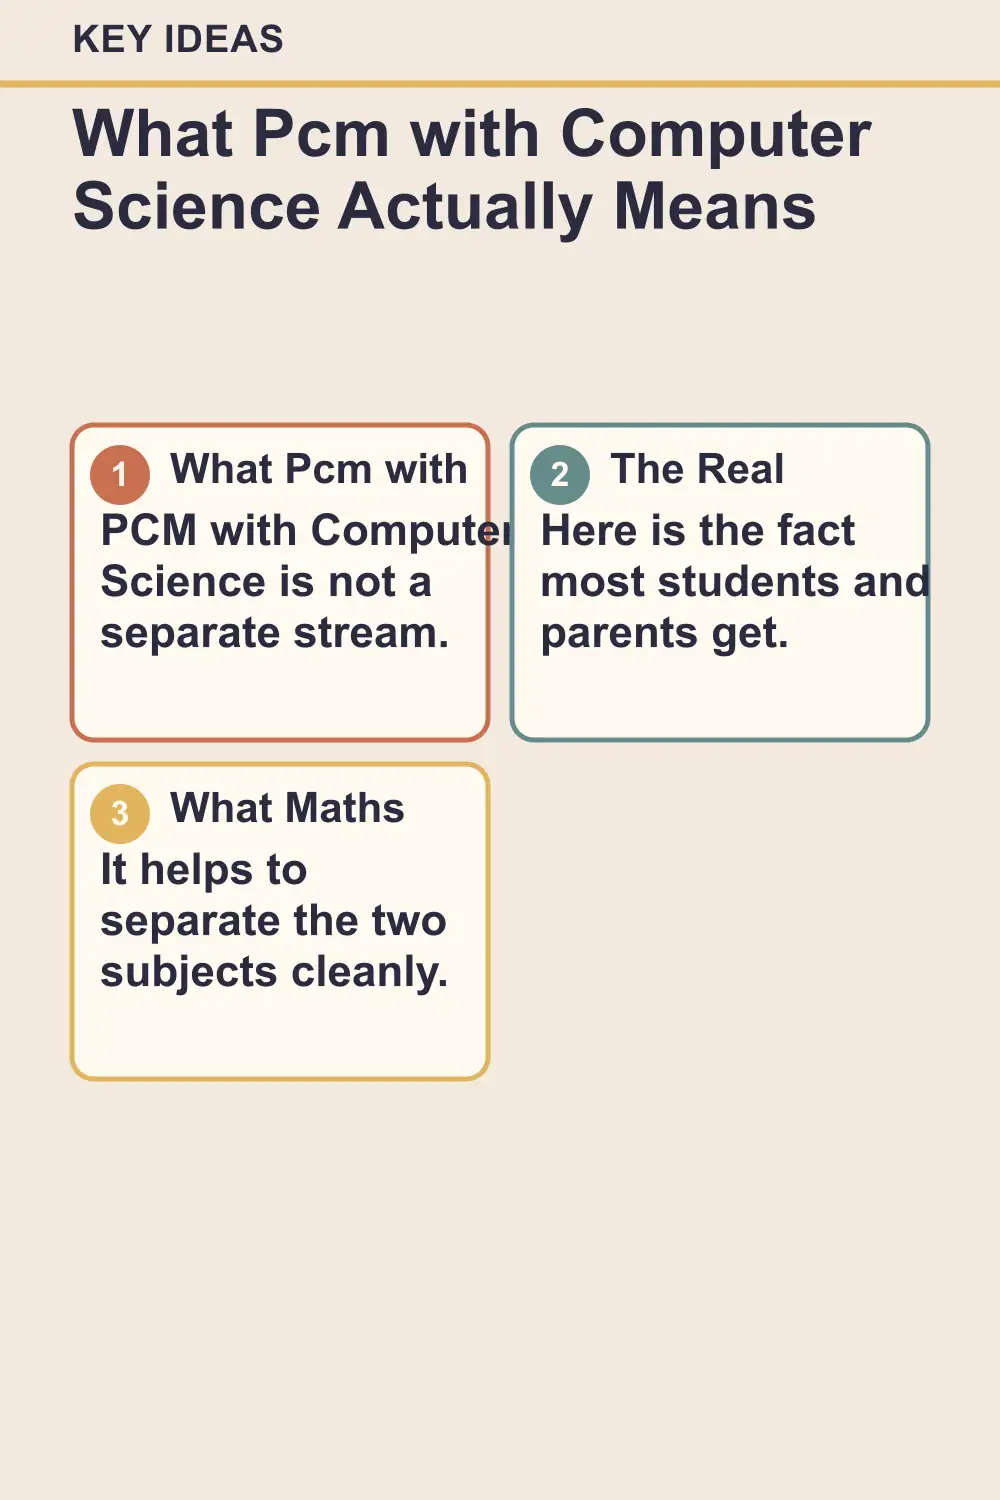 KEY IDEAS
What Pcm with Computer
Science Actually Means
1 What Pcm with
PCM with Computer
Science is not a
separate stream.
2 The Real
Here is the fact
most students and
parents get.
3 What Maths
It helps to
separate the two
subjects cleanly.